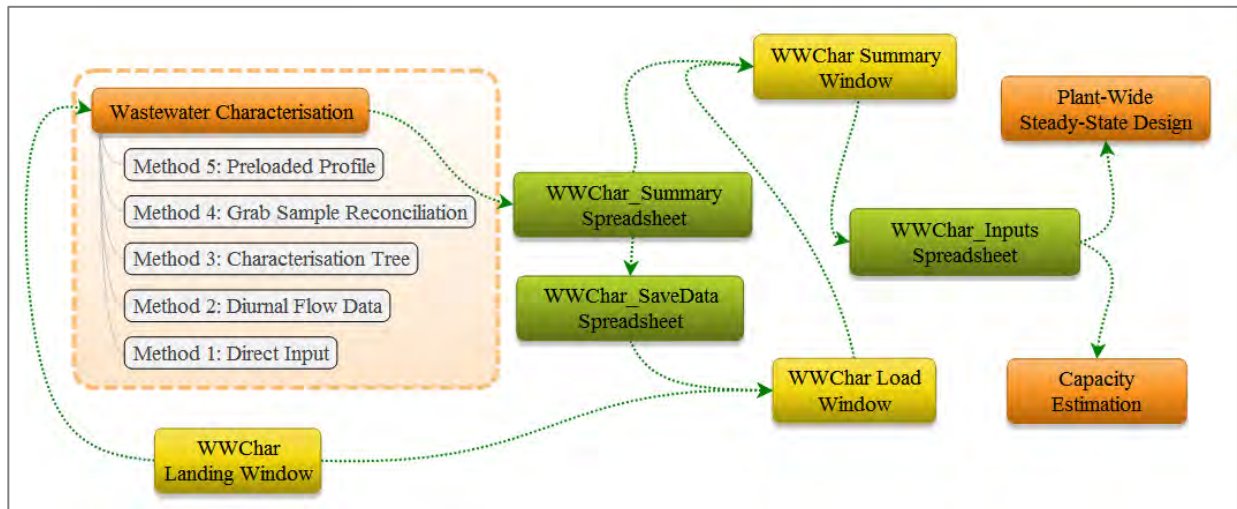 Wastewater Characterisation
Method 5: Preloaded Profile
Method 4: Grab Sample Reconciliation
Method 3: Characterisation Tree
Method 2: Diurnal Flow Data
Method 1: Direct Input
WWChar
Landing Window
WWChar_Summary
Spreadsheet
WWChar_SaveData
Spreadsheet
WWChar Summary
Window
WWChar Load
Window
WWChar_Inputs
Spreadsheet
Plant-Wide
Steady-State Design
Capacity
Estimation